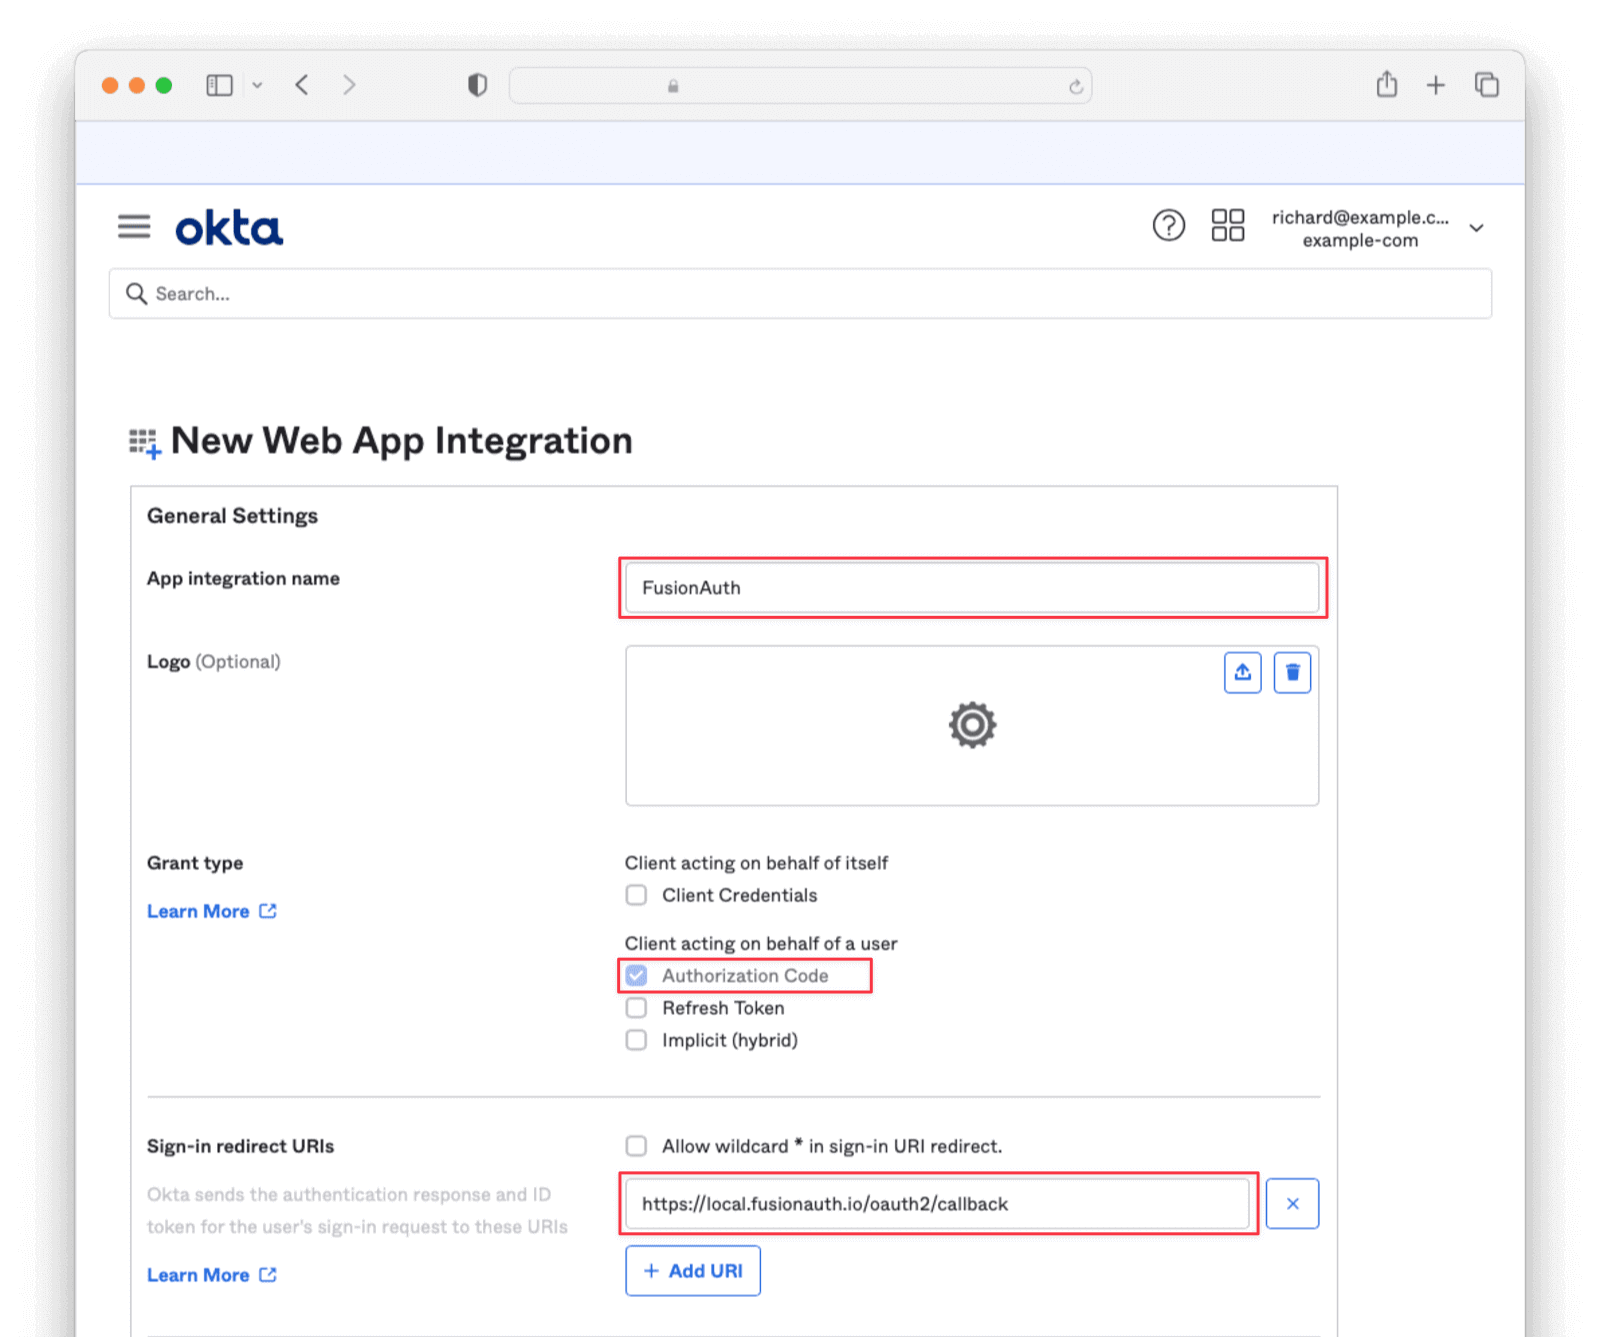 okta
richard@example.c...
example-com
Search...
New Web App Integration
General Settings
App integration name
FusionAuth
Logo (Optional)
Grant type
Client acting on behalf of itself
Client Credentials
Learn More
Client acting on behalf of a user
Authorization Code
Refresh Token
Implicit (hybrid)
Sign-in redirect URIs
Allow wildcard * in sign-in URI redirect.
Okta sends the authentication response and ID
token for the user's sign-in request to these URIs
https://local.fusionauth.io/oauth2/callback
Learn More
+ Add URI